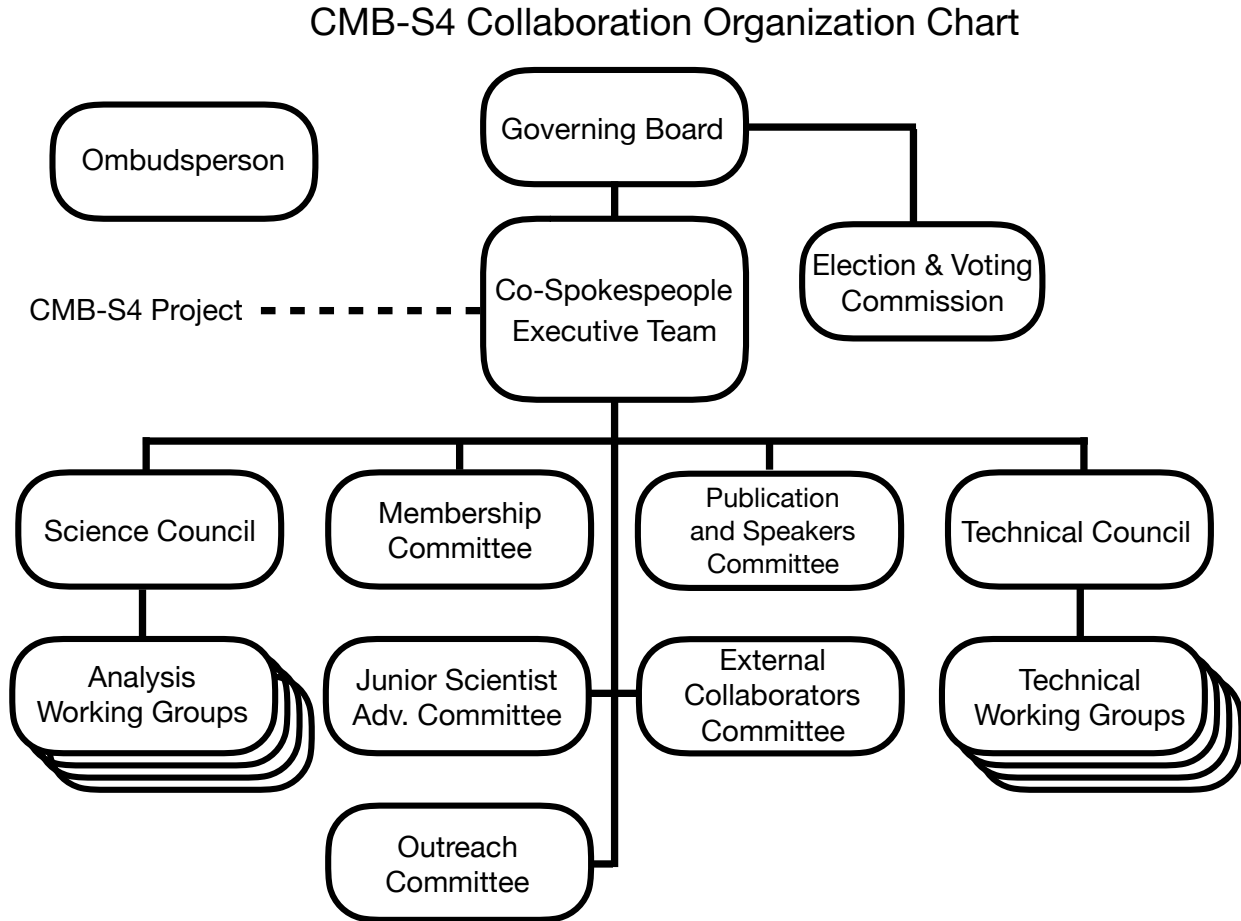 CMB-S4 Collaboration Organization Chart
Governing Board
Ombudsperson
Election & Voting
Commission
Co-Spokespeople
Executive Team
CMB-S4 Project
Science Council
Membership
Committee
Publication
and Speakers
Committee
Technical Council
Analysis
Working Groups
Junior Scientist
Adv. Committee
External
Collaborators
Committee
Technical
Working Groups
Outreach
Committee